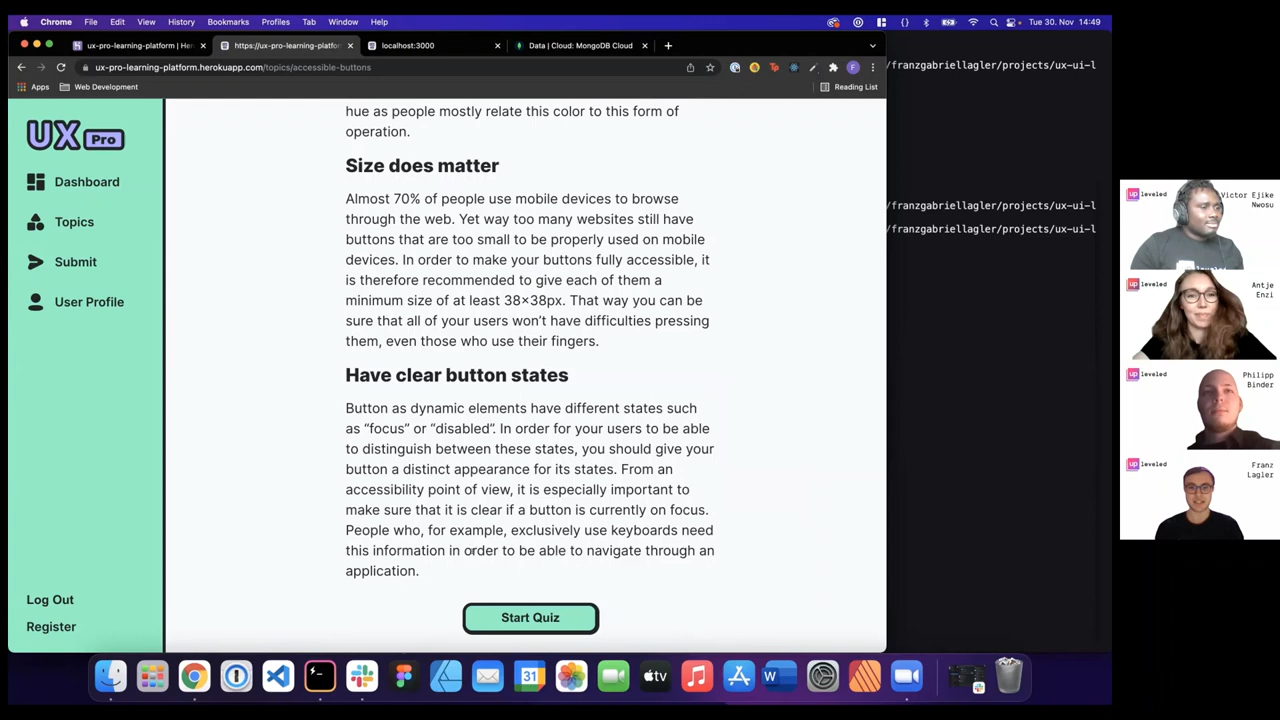 Chrome File Edit View History Bookmarks Profiles Tab Window Help Tue 30. Nov 14:49
ux-pro-learning-platform | Her https://ux-pro-learning-platfor localhost:3000 Data | Cloud: MongoDB Cloud
ux-pro-learning-platform.herokuapp.com/topics/accessible-buttons
Apps Web Development Reading List
/franzgabriellagler/projects/ux-ui-l
/franzgabriellagler/projects/ux-ui-l
/franzgabriellagler/projects/ux-ui-l
UX Pro
Dashboard
Topics
Submit
User Profile
Log Out
Register
hue as people mostly relate this color to this form of
operation.
Size does matter
Almost 70% of people use mobile devices to browse
through the web. Yet way too many websites still have
buttons that are too small to be properly used on mobile
devices. In order to make your buttons fully accessible, it
is therefore recommended to give each of them a
minimum size of at least 38×38px. That way you can be
sure that all of your users won’t have difficulties pressing
them, even those who use their fingers.
Have clear button states
Button as dynamic elements have different states such
as “focus” or “disabled”. In order for your users to be able
to distinguish between these states, you should give your
button a distinct appearance for its states. From an
accessibility point of view, it is especially important to
make sure that it is clear if a button is currently on focus.
People who, for example, exclusively use keyboards need
this information in order to be able to navigate through an
application.
Start Quiz
up leveled
Victor Ejike
Nwosu
up leveled
Antje
Enzi
up leveled
Philipp
Binder
up leveled
Franz
Lagler